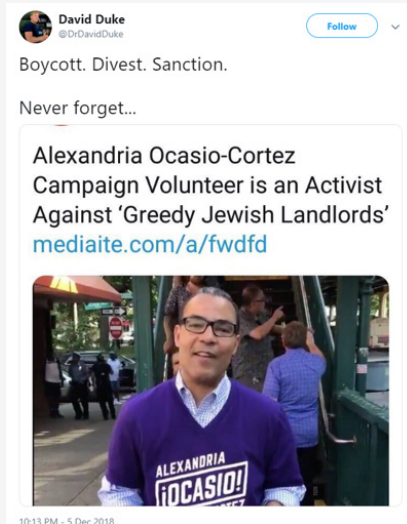 David Duke
@DrDavidDuke
Follow
Boycott. Divest. Sanction.
Never forget...
Alexandria Ocasio-Cortez
Campaign Volunteer is an Activist
Against ‘Greedy Jewish Landlords’
mediaite.com/a/fwdfd
ALEXANDRIA
¡OCASIO!
10:13 PM - 5 Dec 2018